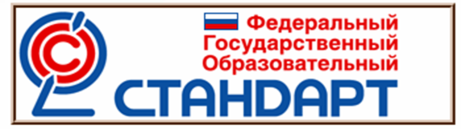 Федеральный
Государственный
Образовательный
СТАНДАРТ